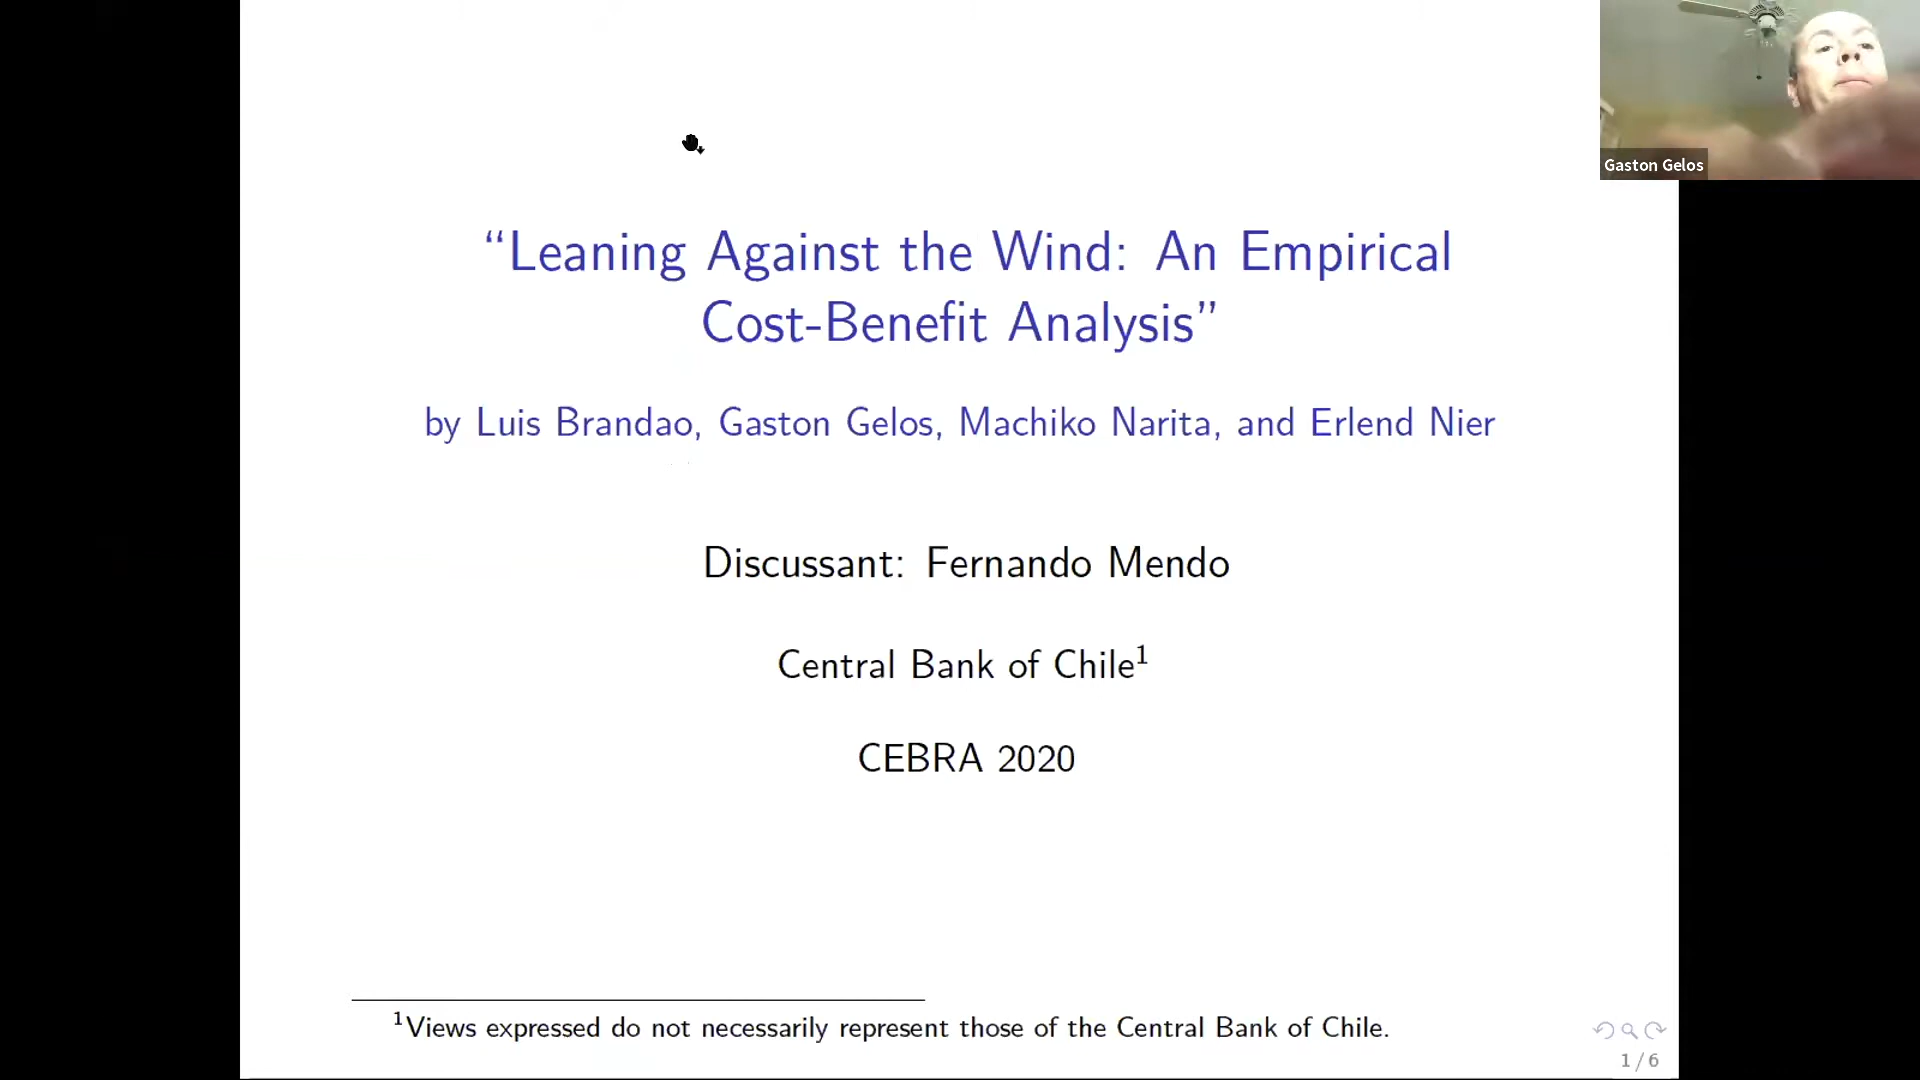 Gaston Gelos
“Leaning Against the Wind: An Empirical
Cost-Benefit Analysis”
by Luis Brandao, Gaston Gelos, Machiko Narita, and Erlend Nier
Discussant: Fernando Mendo
Central Bank of Chile¹
CEBRA 2020
¹Views expressed do not necessarily represent those of the Central Bank of Chile.
1 / 6